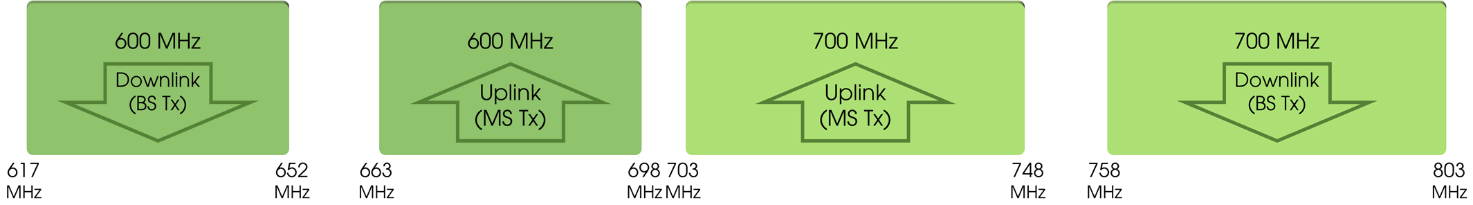 600 MHz
Downlink
(BS Tx)
617
MHz
652
MHz
600 MHz
Uplink
(MS Tx)
663
MHz
698
MHz
700 MHz
Uplink
(MS Tx)
703
MHz
748
MHz
700 MHz
Downlink
(BS Tx)
758
MHz
803
MHz